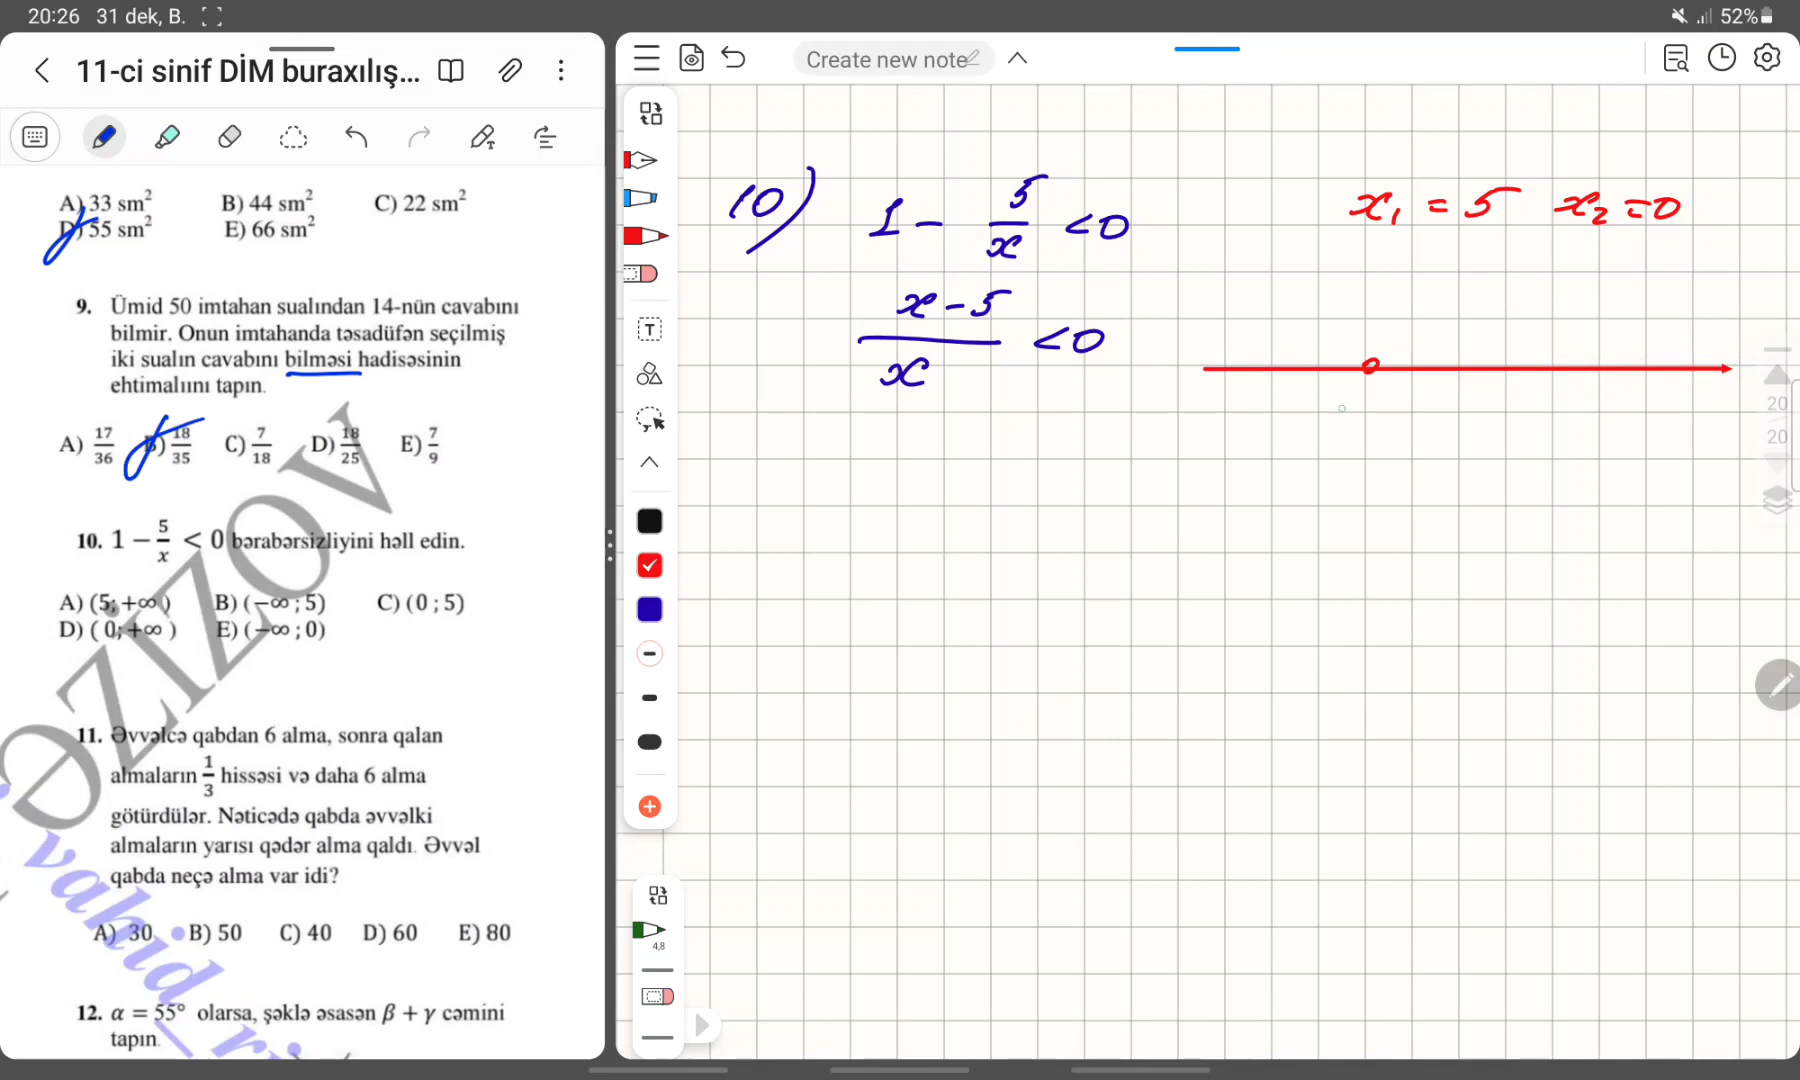 20:26 31 dek, B. 52%
11-ci sinif DİM buraxılış...
A) 33 sm² B) 44 sm² C) 22 sm²
D) 55 sm² E) 66 sm²
9. Ümid 50 imtahan sualından 14-nün cavabını
bilmir. Onun imtahanda təsadüfən seçilmiş
iki sualın cavabını bilməsi hadisəsinin
ehtimalıını tapın.
A) 17/36 B) 18/35 C) 7/18 D) 18/25 E) 7/9
10. 1 − 5/x < 0 bərabərsizliyini həll edin.
A) (5; +∞) B) (−∞ ; 5) C) (0 ; 5)
D) ( 0; +∞ ) E) (−∞ ; 0)
11. Əvvəlcə qabdan 6 alma, sonra qalan
almaların 1/3 hissəsi və daha 6 alma
götürdülər. Nəticədə qabda əvvəlki
almaların yarısı qədər alma qaldı. Əvvəl
qabda neçə alma var idi?
A) 30 B) 50 C) 40 D) 60 E) 80
12. α = 55° olarsa, şəklə əsasən β + γ cəmini
tapın.
ƏZİZOV
vahid_ri
Create new note
10) 1 − 5/x < 0
x − 5 / x < 0
x₁ = 5 x₂ = 0
T
4,8
20
20